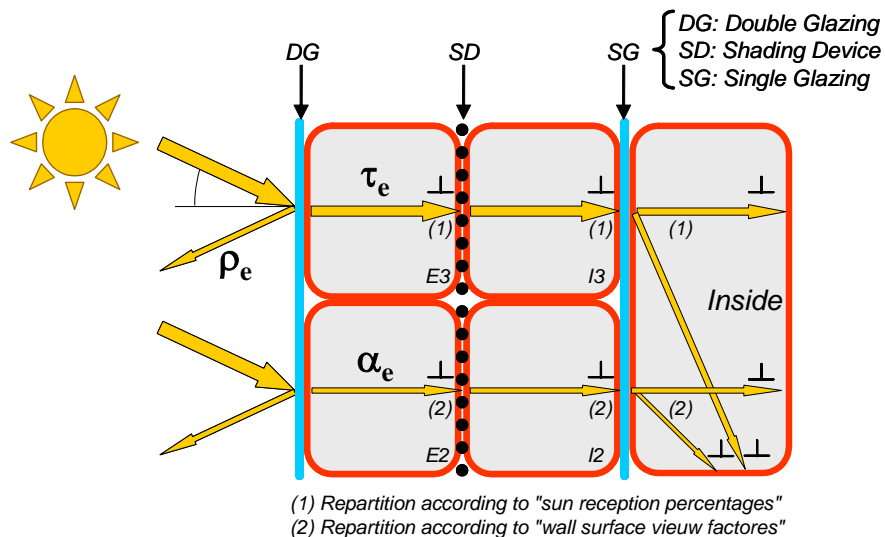 DG: Double Glazing
SD: Shading Device
SG: Single Glazing
DG
SD
SG
τe
(1)
(1)
(1)
ρe
E3
I3
Inside
αe
(2)
(2)
(2)
E2
I2
(1) Repartition according to "sun reception percentages"
(2) Repartition according to "wall surface vieuw factores"